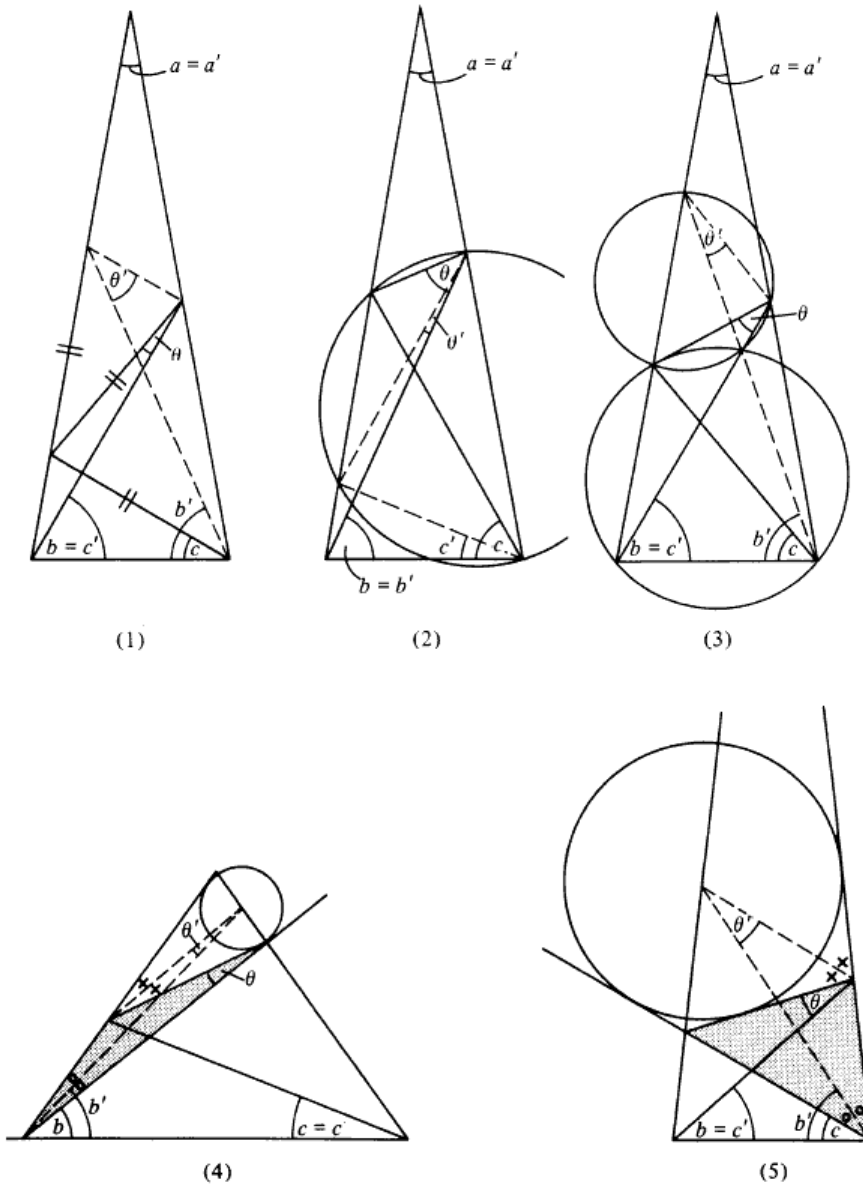 a = a'
a = a'
a = a'
θ'
θ
b'
b = c'
c
θ
θ'
c'
c
b = b'
θ'
θ
b'
b = c'
c
(1)
(2)
(3)
θ'
θ
b'
b
c = c
(4)
θ'
θ
b'
b = c'
c
(5)